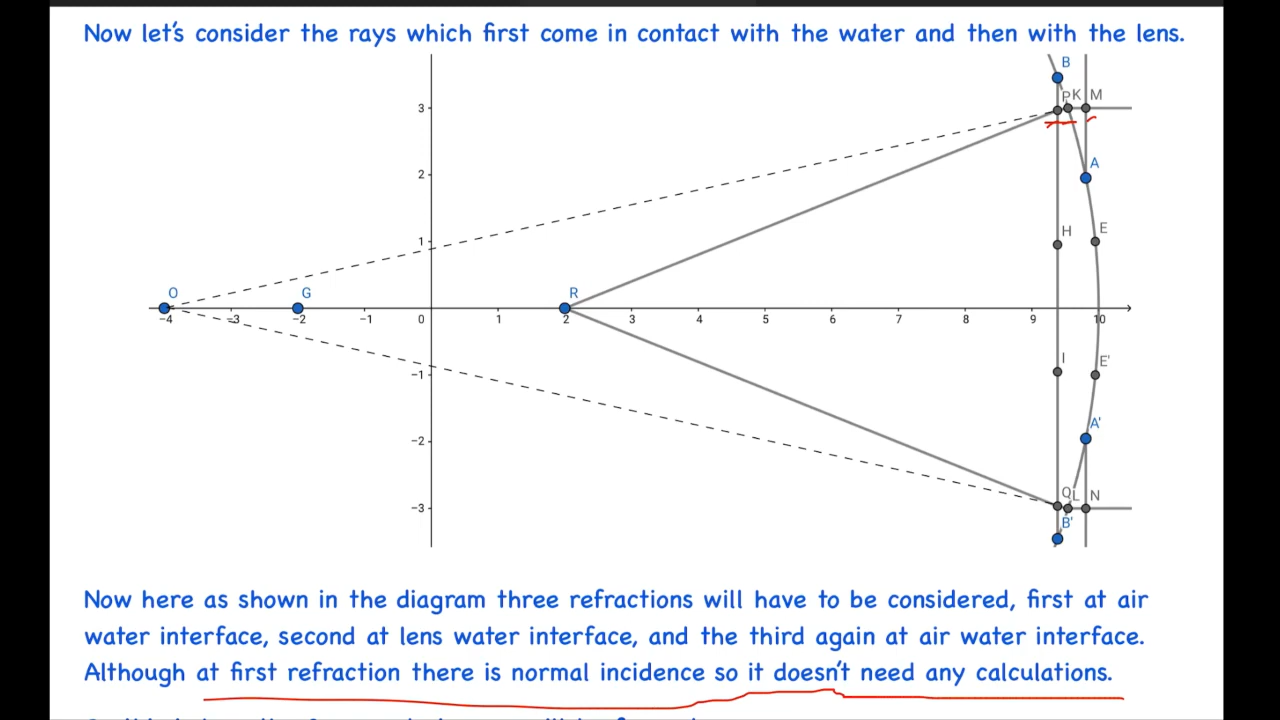 Now let's consider the rays which first come in contact with the water and then with the lens.
B
P K M
3
2
A
H E
1
O G R
−4 −3 −2 −1 0 1 2 3 4 5 6 7 8 9 10
I E'
−1
A'
−2
Q L N
−3
B'
Now here as shown in the diagram three refractions will have to be considered, first at air
water interface, second at lens water interface, and the third again at air water interface.
Although at first refraction there is normal incidence so it doesn't need any calculations.